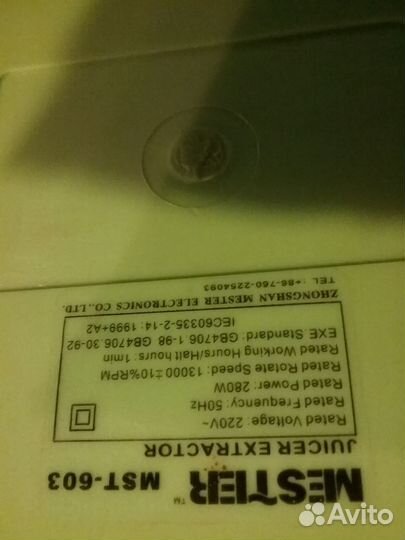 MESTER™ MST-603
JUICER EXTRACTOR
Rated Voltage: 220V~
Rated Frequency: 50Hz
Rated Power: 280W
Rated Rotate Speed: 13000±10%RPM
Rated Working Hours/Halt hours: 1min
EXE Standard: GB4706.1-98 GB4706.30-92
IEC60335-2-14: 1999+A2
ZHONGSHAN MESTER ELECTRONICS CO.,LTD.
TEL: +86-760-2254093
Avito